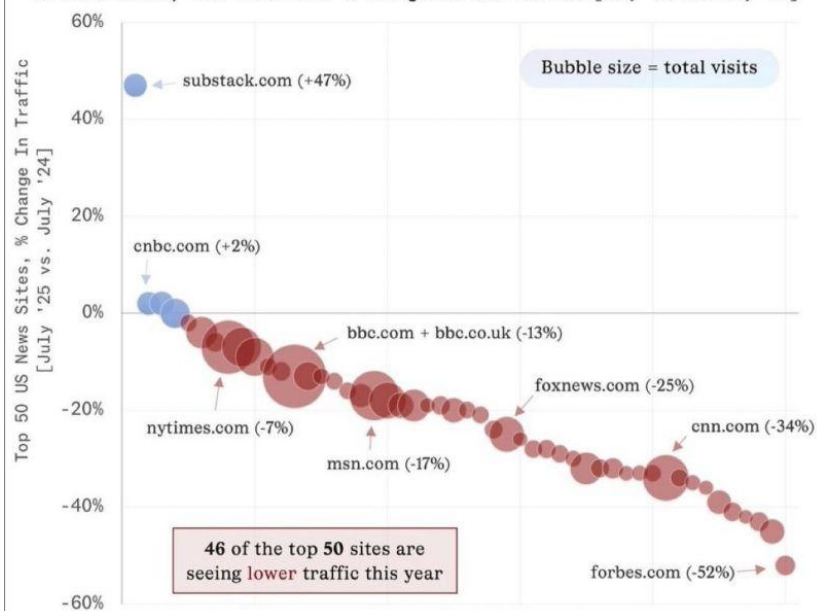 60%
Top 50 US News Sites, % Change In Traffic
[July '25 vs. July '24]
substack.com (+47%)
Bubble size = total visits
40%
20%
cnbc.com (+2%)
0%
bbc.com + bbc.co.uk (-13%)
foxnews.com (-25%)
-20%
nytimes.com (-7%)
cnn.com (-34%)
msn.com (-17%)
-40%
46 of the top 50 sites are
seeing lower traffic this year
forbes.com (-52%)
-60%